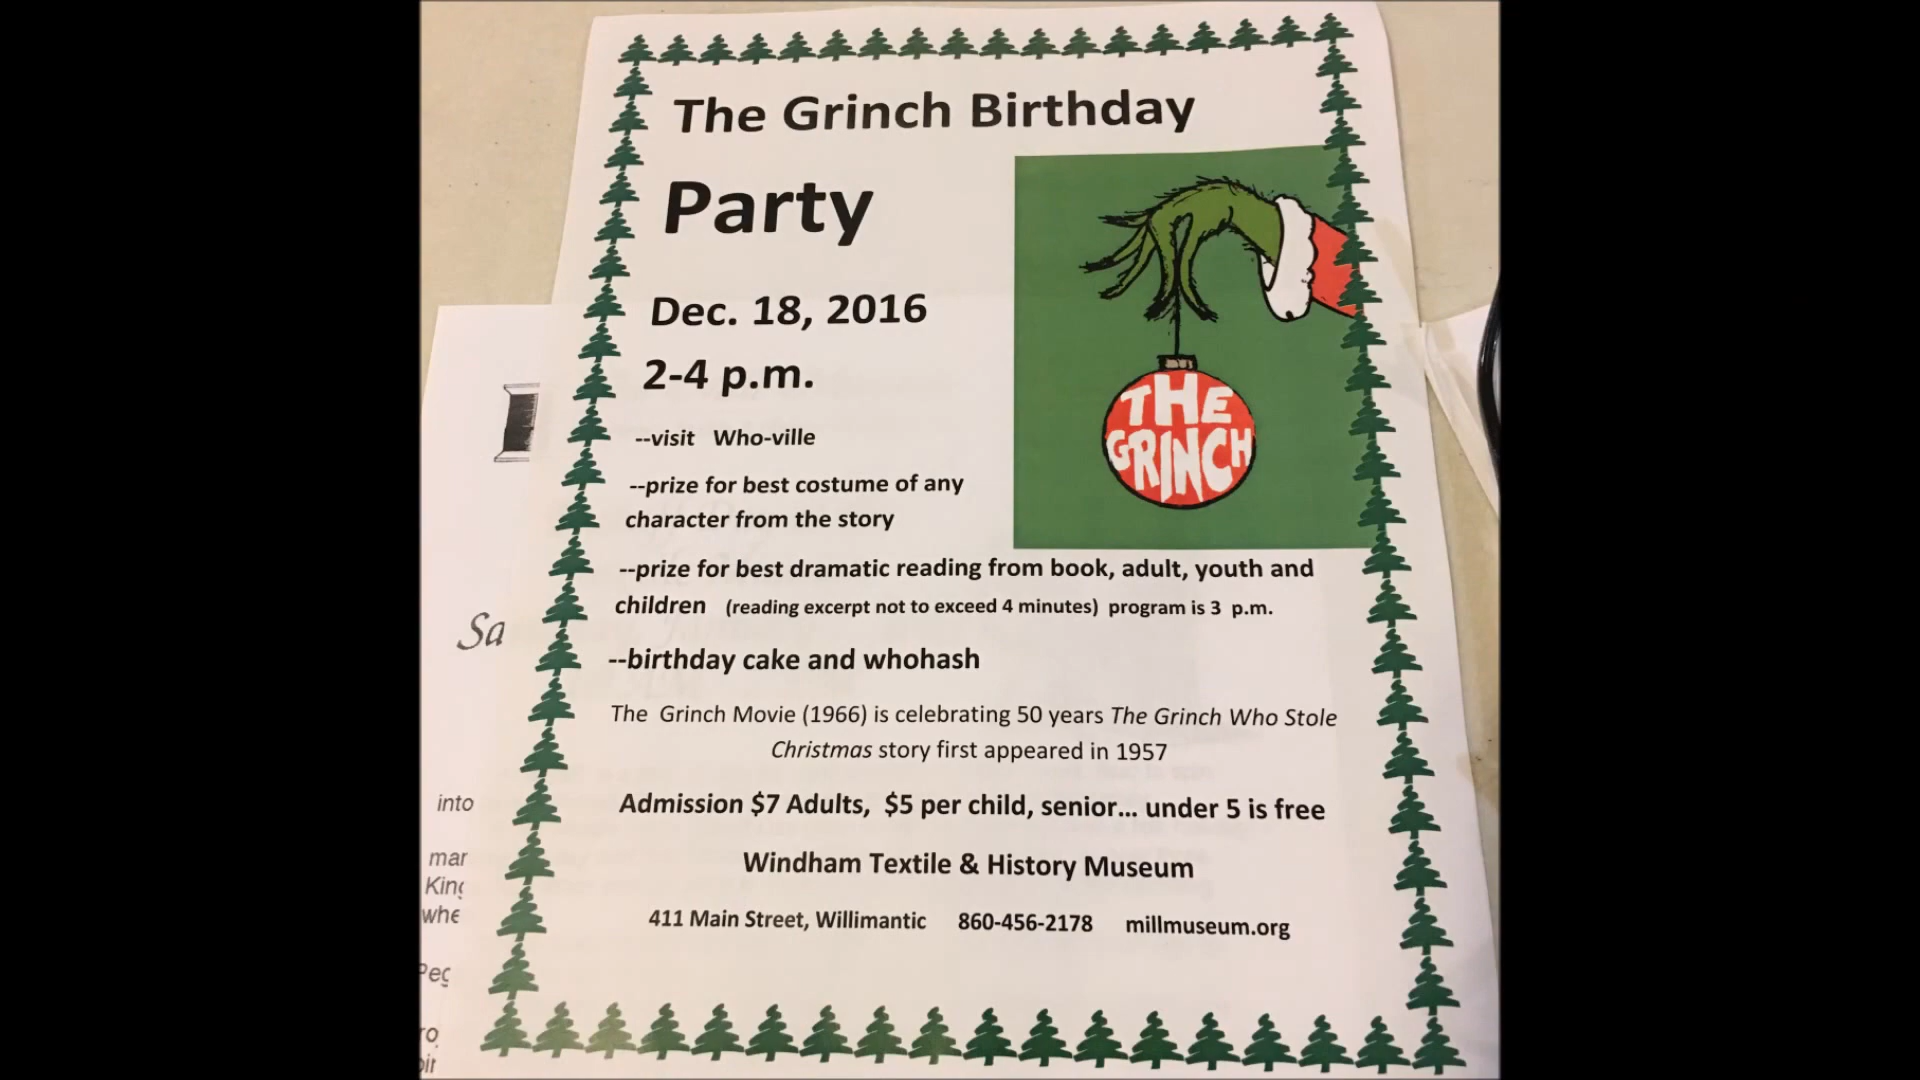 The Grinch Birthday
Party
Dec. 18, 2016
2-4 p.m.
--visit Who-ville
--prize for best costume of any
character from the story
THE
GRINCH
--prize for best dramatic reading from book, adult, youth and
children (reading excerpt not to exceed 4 minutes) program is 3 p.m.
--birthday cake and whohash
The Grinch Movie (1966) is celebrating 50 years The Grinch Who Stole
Christmas story first appeared in 1957
Admission $7 Adults, $5 per child, senior... under 5 is free
Windham Textile & History Museum
411 Main Street, Willimantic 860-456-2178 millmuseum.org
Sa
into